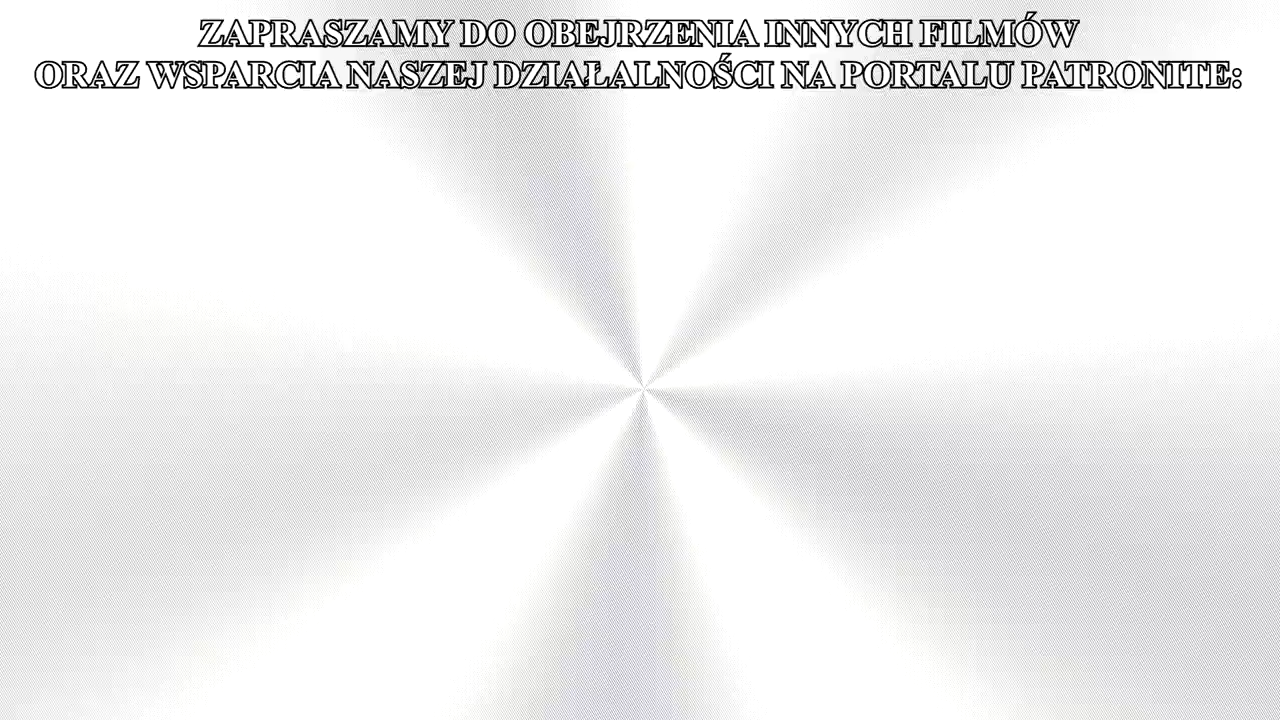 ZAPRASZAMY DO OBEJRZENIA INNYCH FILMÓW
ORAZ WSPARCIA NASZEJ DZIAŁALNOŚCI NA PORTALU PATRONITE: